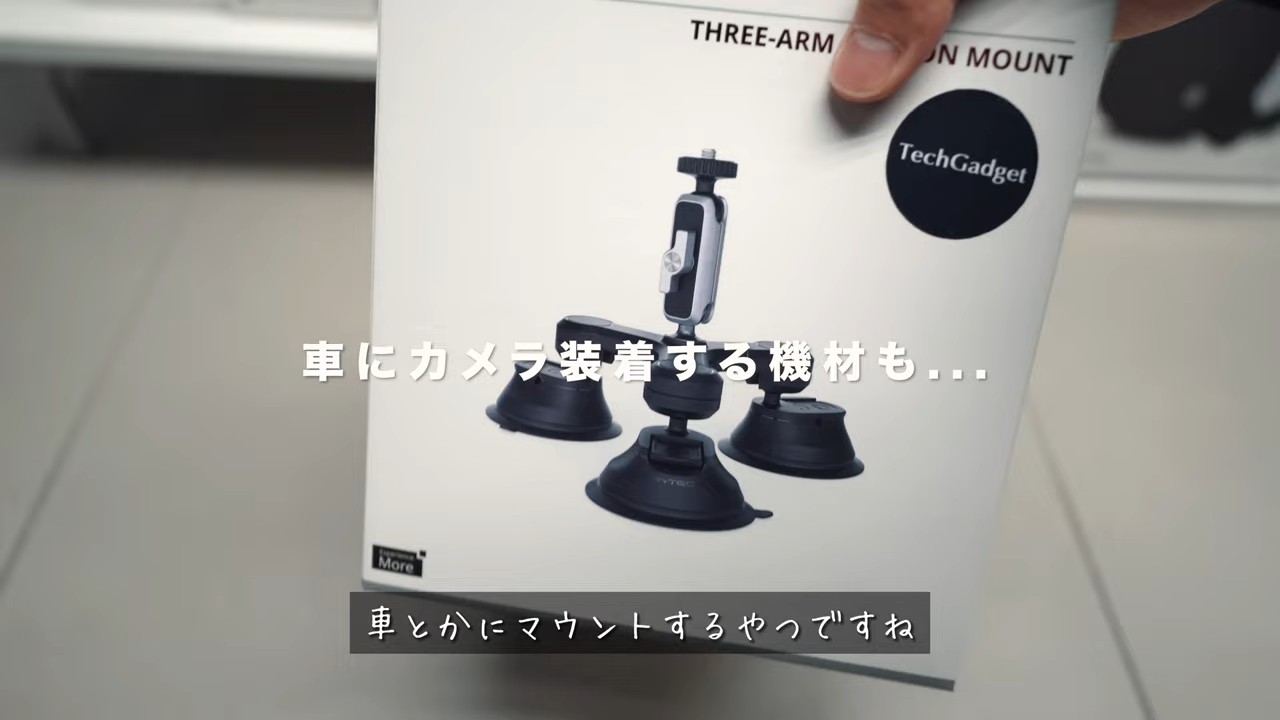 THREE-ARM ON MOUNT
TechGadget
車にカメラ装着する機材も...
Experience
More
車とかにマウントするやつですね